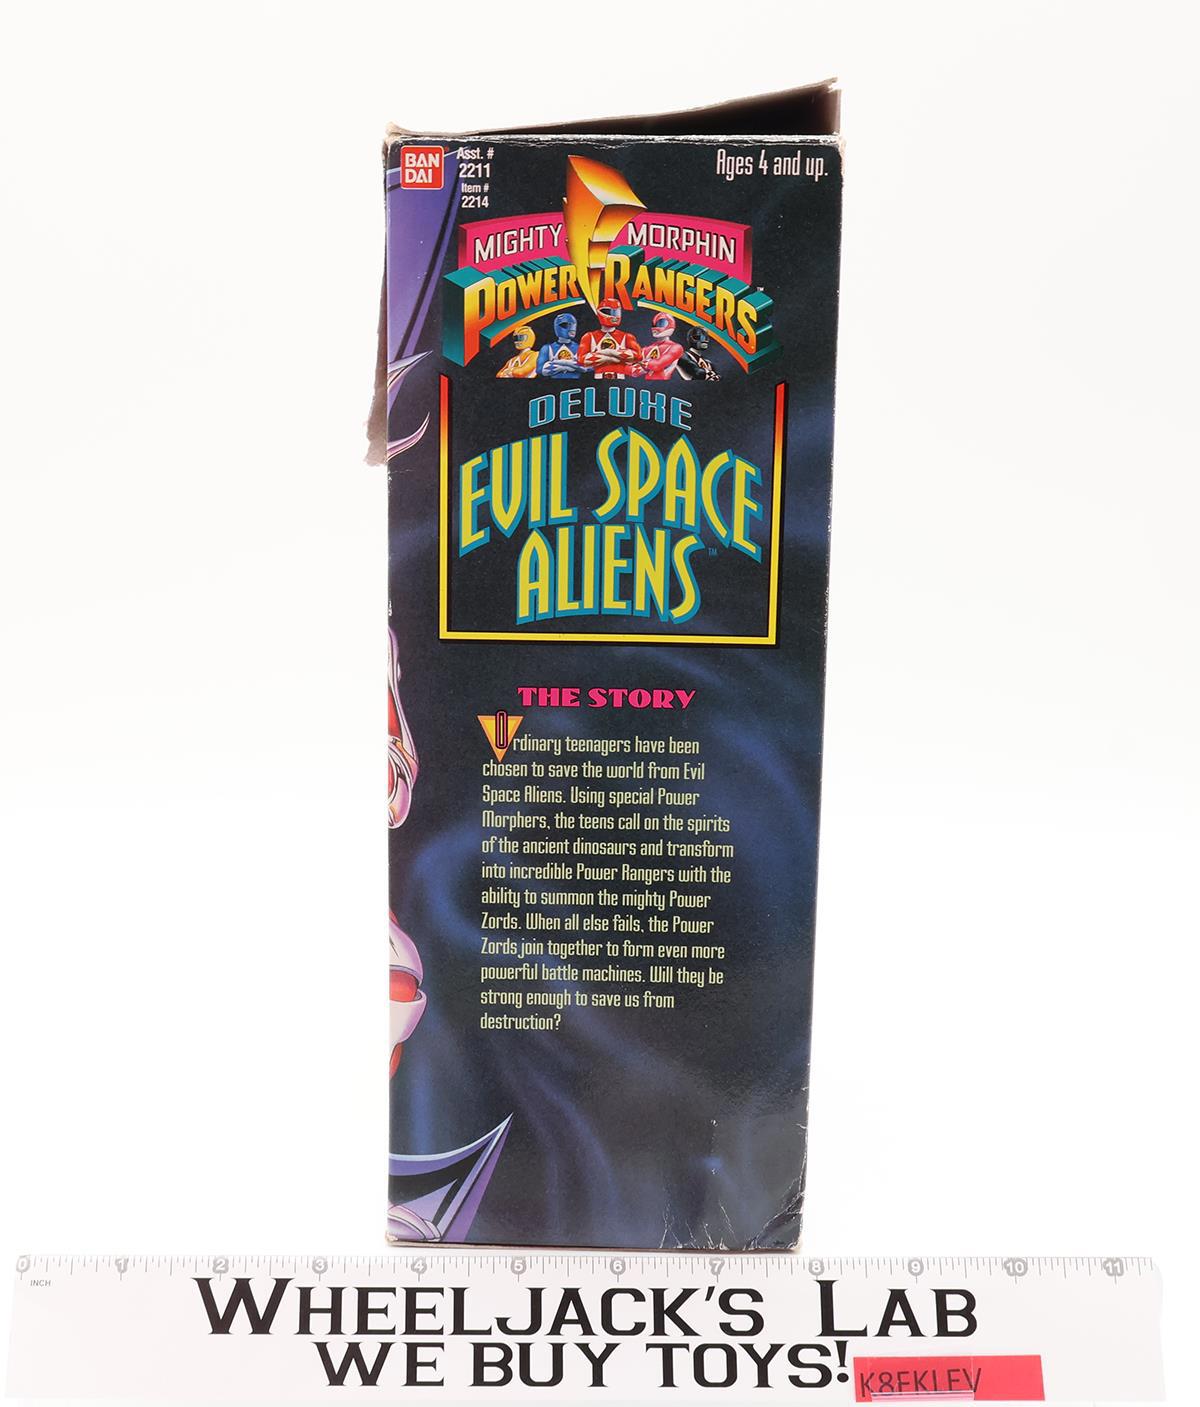 BAN
DAI
Asst. #
2211
Item #
2214
Ages 4 and up.
MIGHTY MORPHIN
POWER RANGERS™
DELUXE
EVIL SPACE
ALIENS™
THE STORY
Ordinary teenagers have been
chosen to save the world from Evil
Space Aliens. Using special Power
Morphers, the teens call on the spirits
of the ancient dinosaurs and transform
into incredible Power Rangers with the
ability to summon the mighty Power
Zords. When all else fails, the Power
Zords join together to form even more
powerful battle machines. Will they be
strong enough to save us from
destruction?
0 1 2 3 4 5 6 7 8 9 10 11
INCH
WHEELJACK'S LAB
WE BUY TOYS!